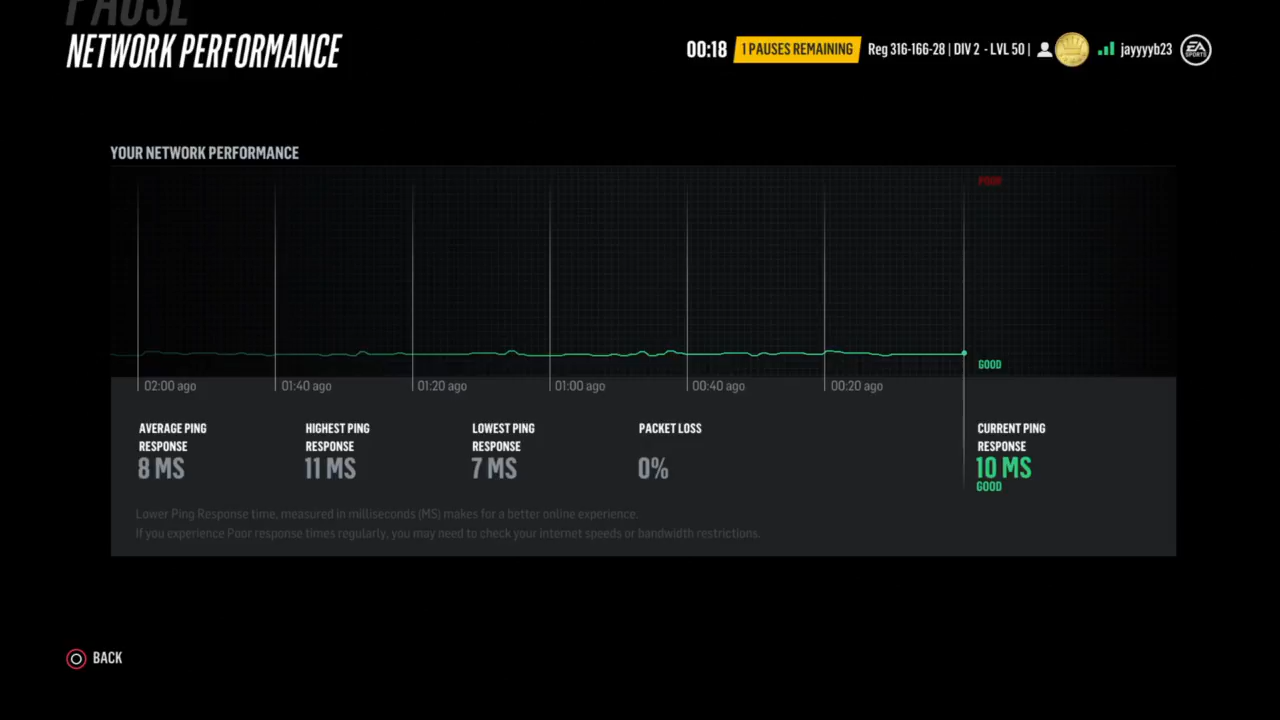 PAUSE
NETWORK PERFORMANCE
00:18
1 PAUSES REMAINING
Reg 316-166-28 | DIV 2 - LVL 50 |
jayyyyb23
EA SPORTS
YOUR NETWORK PERFORMANCE
POOR
GOOD
02:00 ago
01:40 ago
01:20 ago
01:00 ago
00:40 ago
00:20 ago
AVERAGE PING
RESPONSE
8 MS
HIGHEST PING
RESPONSE
11 MS
LOWEST PING
RESPONSE
7 MS
PACKET LOSS
0%
CURRENT PING
RESPONSE
10 MS
GOOD
Lower Ping Response time, measured in milliseconds (MS) makes for a better online experience.
If you experience Poor response times regularly, you may need to check your internet speeds or bandwidth restrictions.
BACK